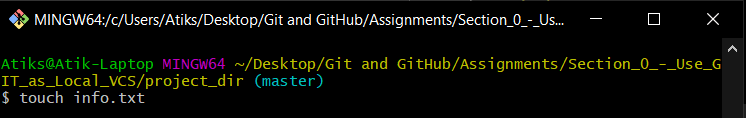 MINGW64:/c/Users/Atiks/Desktop/Git and GitHub/Assignments/Section_0_-_Use...
Atiks@Atik-Laptop MINGW64 ~/Desktop/Git and GitHub/Assignments/Section_0_-_Use_G
IT_as_Local_VCS/project_dir (master)
$ touch info.txt